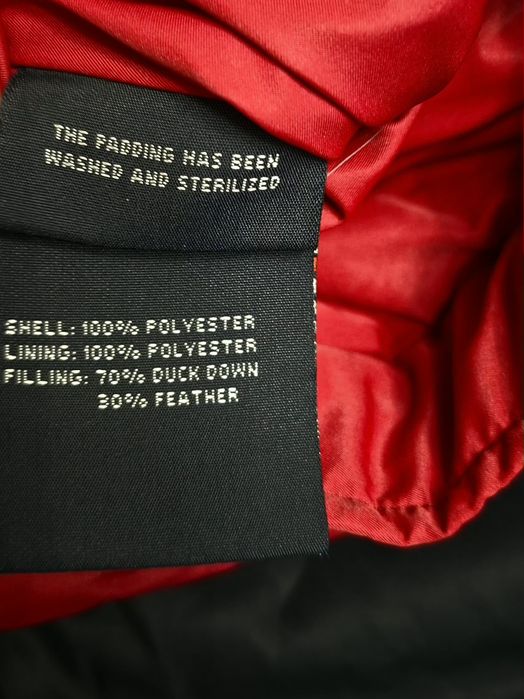 THE PADDING HAS BEEN
WASHED AND STERILIZED
SHELL: 100% POLYESTER
LINING: 100% POLYESTER
FILLING: 70% DUCK DOWN
30% FEATHER